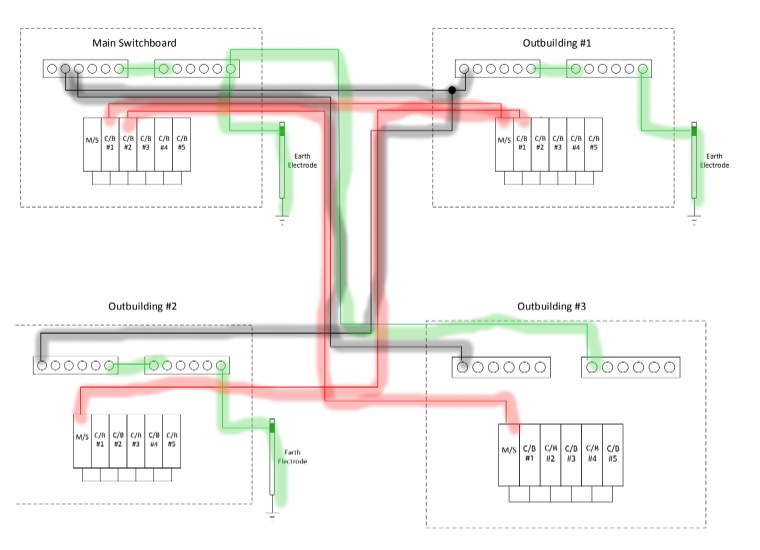 Main Switchboard
Outbuilding #1
M/S C/B #1 C/B #2 C/B #3 C/B #4 C/B #5
Earth
Electrode
M/S C/B #1 C/B #2 C/B #3 C/B #4 C/B #5
Earth
Electrode
Outbuilding #2
Outbuilding #3
M/S C/B #1 C/B #2 C/B #3 C/B #4 C/B #5
Earth
Electrode
M/S C/B #1 C/B #2 C/B #3 C/B #4 C/B #5